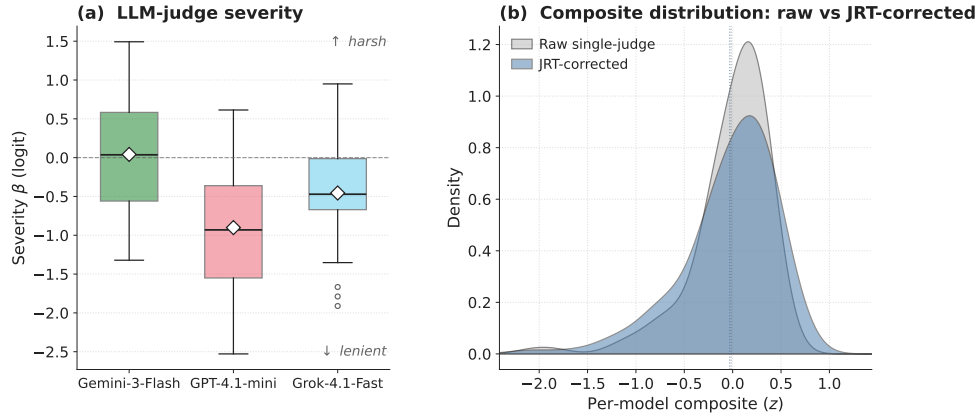 (a) LLM-judge severity
Severity β (logit)
1.5
1.0
0.5
0.0
−0.5
−1.0
−1.5
−2.0
−2.5
↑ harsh
↓ lenient
Gemini-3-Flash
GPT-4.1-mini
Grok-4.1-Fast
(b) Composite distribution: raw vs JRT-corrected
Raw single-judge
JRT-corrected
Density
1.2
1.0
0.8
0.6
0.4
0.2
0.0
−2.0
−1.5
−1.0
−0.5
0.0
0.5
1.0
Per-model composite (z)